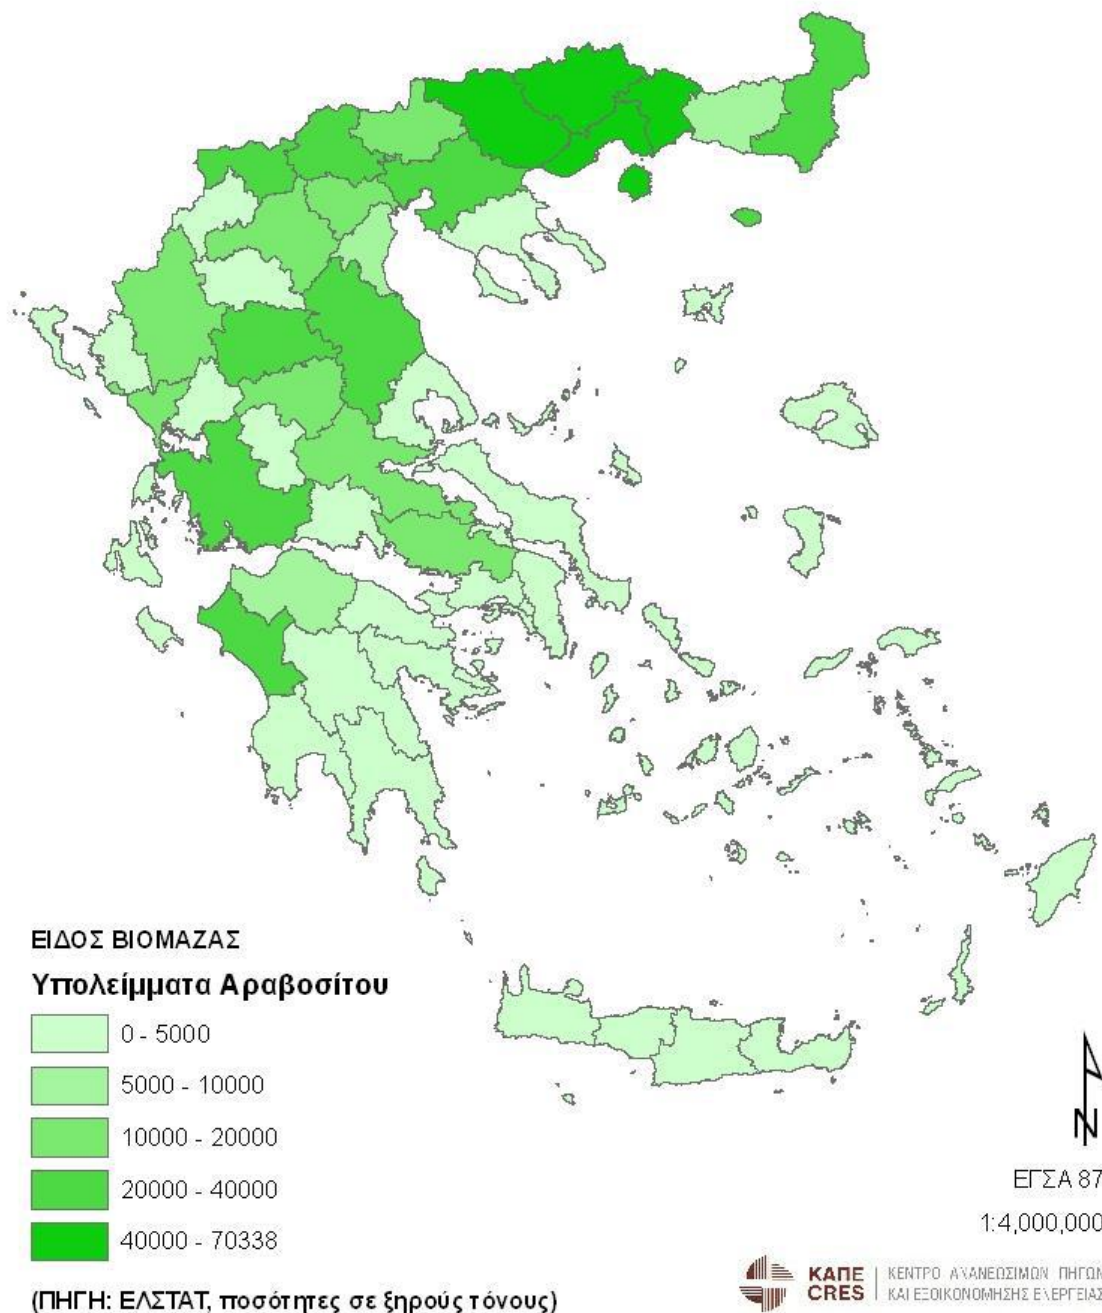 ΕΙΔΟΣ ΒΙΟΜΑΖΑΣ
Υπολείμματα Αραβοσίτου
0 - 5000
5000 - 10000
10000 - 20000
20000 - 40000
40000 - 70338
(ΠΗΓΗ: ΕΛΣΤΑΤ, ποσότητες σε ξηρούς τόνους)
N
ΕΓΣΑ 87
1:4,000,000
ΚΑΠΕ
CRES
ΚΕΝΤΡΟ ΑΝΑΝΕΩΣΙΜΩΝ ΠΗΓΩΝ
ΚΑΙ ΕΞΟΙΚΟΝΟΜΗΣΗΣ ΕΝΕΡΓΕΙΑΣ